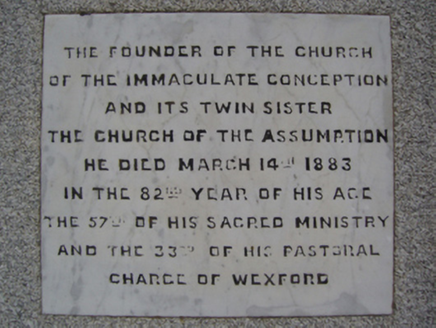 THE FOUNDER OF THE CHURCH
OF THE IMMACULATE CONCEPTION
AND ITS TWIN SISTER
THE CHURCH OF THE ASSUMPTION
HE DIED MARCH 14TH 1883
IN THE 82ND YEAR OF HIS AGE
THE 57TH OF HIS SACRED MINISTRY
AND THE 33RD OF HIS PASTORAL
CHARGE OF WEXFORD